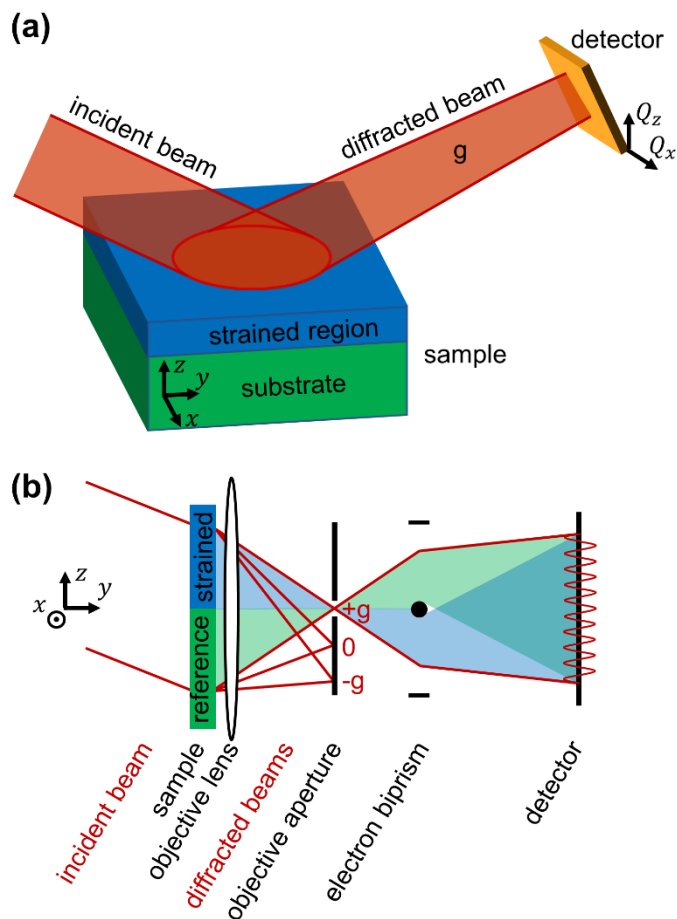 (a)
detector
incident beam
diffracted beam
g
Q_z
Q_x
strained region
sample
substrate
z
y
x
(b)
z
x
y
strained
reference
+g
0
-g
incident beam
sample
objective lens
diffracted beams
objective aperture
electron biprism
detector